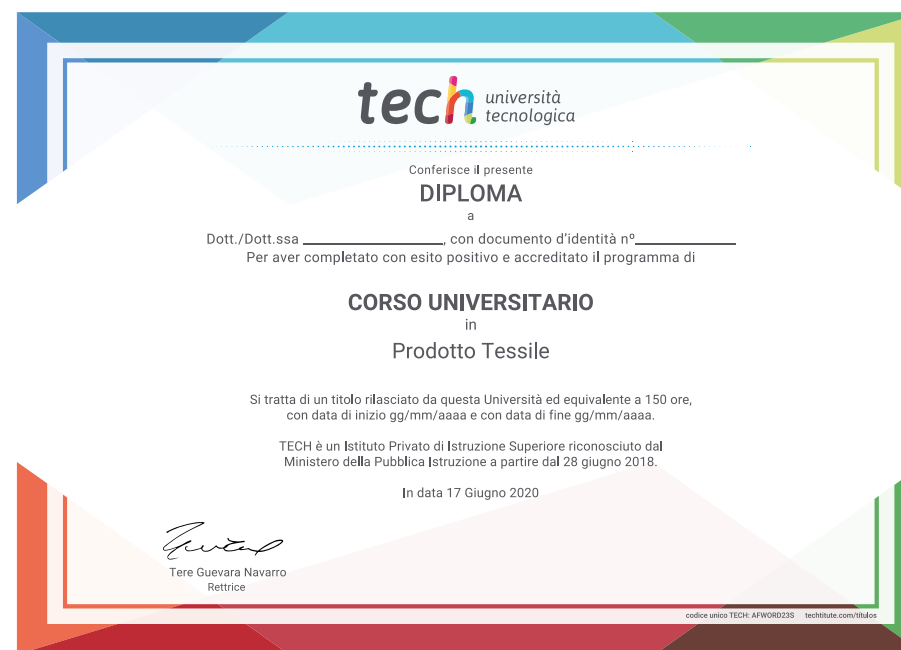 tech università
tecnologica
Conferisce il presente
DIPLOMA
a
Dott./Dott.ssa ____________________, con documento d'identità nº______________
Per aver completato con esito positivo e accreditato il programma di
CORSO UNIVERSITARIO
in
Prodotto Tessile
Si tratta di un titolo rilasciato da questa Università ed equivalente a 150 ore,
con data di inizio gg/mm/aaaa e con data di fine gg/mm/aaaa.
TECH è un Istituto Privato di Istruzione Superiore riconosciuto dal
Ministero della Pubblica Istruzione a partire dal 28 giugno 2018.
In data 17 Giugno 2020
Tere Guevara Navarro
Rettrice
codice unico TECH: AFWORD23S techtitute.com/titulos